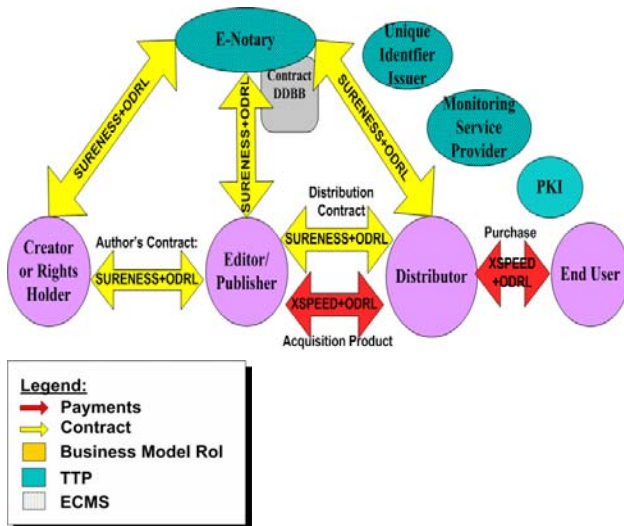 E-Notary
Unique
Identfier
Issuer
Contract
DDBB
Monitoring
Service
Provider
PKI
SURENESS+ODRL
SURENESS+ODRL
SURENESS+ODRL
Creator
or Rights
Holder
Author's Contract:
SURENESS+ODRL
Editor/
Publisher
Distribution
Contract
SURENESS+ODRL
XSPEED+ODRL
Acquisition Product
Distributor
Purchase
XSPEED
+ODRL
End User
Legend:
Payments
Contract
Business Model Rol
TTP
ECMS